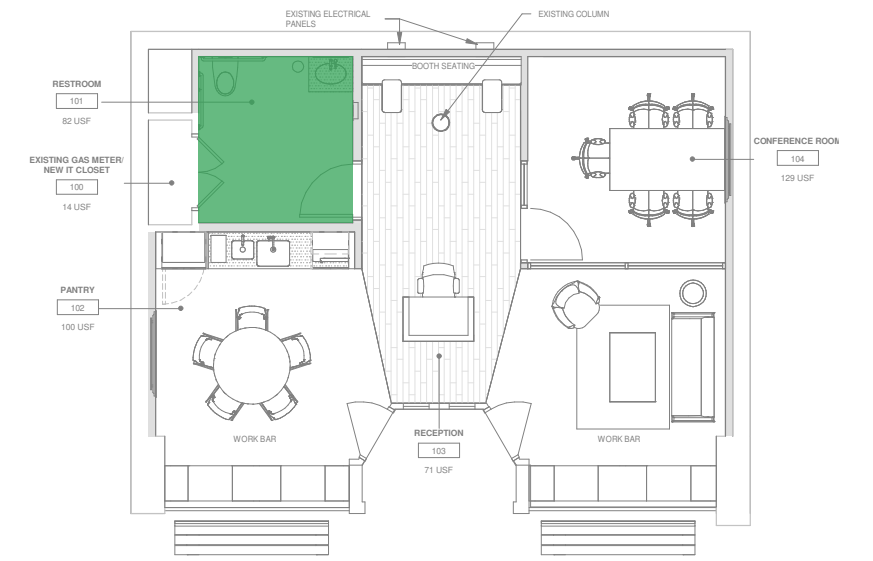 EXISTING ELECTRICAL
PANELS
EXISTING COLUMN
BOOTH SEATING
RESTROOM
101
82 USF
EXISTING GAS METER/
NEW IT CLOSET
100
14 USF
CONFERENCE ROOM
104
129 USF
PANTRY
102
100 USF
WORK BAR
RECEPTION
103
71 USF
WORK BAR